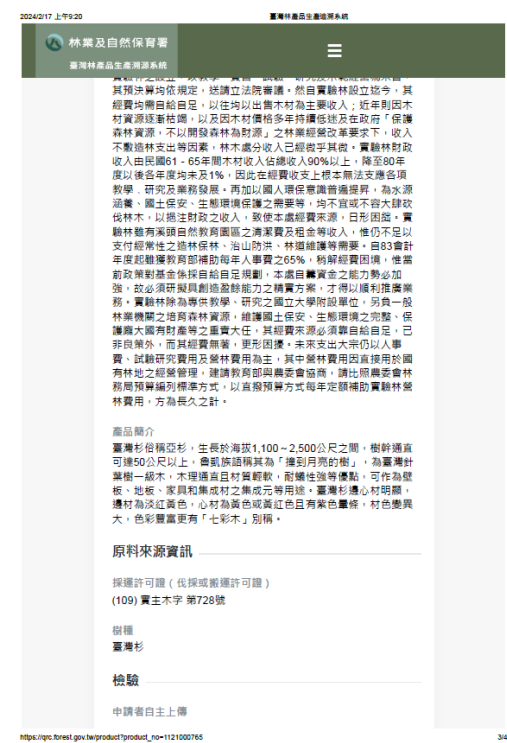 2024/2/17 上午9:20
臺灣林產品生產追溯系統
林業及自然保育署
臺灣林產品生產溯源系統
其預決算均依規定，送請立法院審議。然自實驗林設立迄今，其
經費均需自給自足，以往均以出售木材為主要收入；近年則因木
材資源逐漸枯竭，以及因木材價格多年持續低迷及在政府「保護
森林資源，不以開發森林為財源」之林業經營改革要求下，收入
不敷造林支出等因素，林木處分收入已經微乎其微。實驗林財政
收入由民國61－65年間木材收入佔總收入90%以上，降至80年
度以後各年度均未及1%，因此在經費收支上根本無法支應各項
教學．研究及業務發展。再加以國人環保意識普遍提昇，為水源
涵養、國土保安、生態環境保護之需要等，均不宜或不容大肆砍
伐林木，以挹注財政之收入，致使本處經費來源，日形困拙。實
驗林雖有溪頭自然教育園區之清潔費及租金等收入，惟仍不足以
支付經常性之造林保林、治山防洪、林道維護等需要。自83會計
年度起雖獲教育部補助每年人事費之65%，稍解經費困境，惟當
前政策對基金係採自給自足規劃，本處自籌資金之能力勢必加
強，故必須研擬具創造盈餘能力之精實方案，才得以順利推廣業
務。實驗林除為專供教學、研究之國立大學附設單位，另負一般
林業機關之培育森林資源，維護國土保安、生態環境之完整、保
護龐大國有財產等之重責大任，其經費來源必須靠自給自足，已
非良策外，而其經費無著，更形困擾。未來支出大宗仍以人事
費、試驗研究費用及營林費用為主，其中營林費用因直接用於國
有林地之經營管理，建請教育部與農委會協商，請比照農委會林
務局預算編列標準方式，以直撥預算方式每年定額補助實驗林營
林費用，方為長久之計。
產品簡介
臺灣杉俗稱亞杉，生長於海拔1,100～2,500公尺之間，樹幹通直
可達50公尺以上，魯凱族語稱其為「撞到月亮的樹」，為臺灣針
葉樹一級木，木理通直且材質輕軟，耐蟻性強等優點，可作為壁
板、地板、家具和集成材之集成元等用途。臺灣杉邊心材明顯，
邊材為淡紅黃色，心材為黃色或黃紅色且有紫色暈條，材色變異
大，色彩豐富更有「七彩木」別稱。
原料來源資訊
採運許可證（伐採或搬運許可證）
(109) 實主木字 第728號
樹種
臺灣杉
檢驗
申請者自主上傳
https://qrc.forest.gov.tw/product?product_no=1121000765
3/4